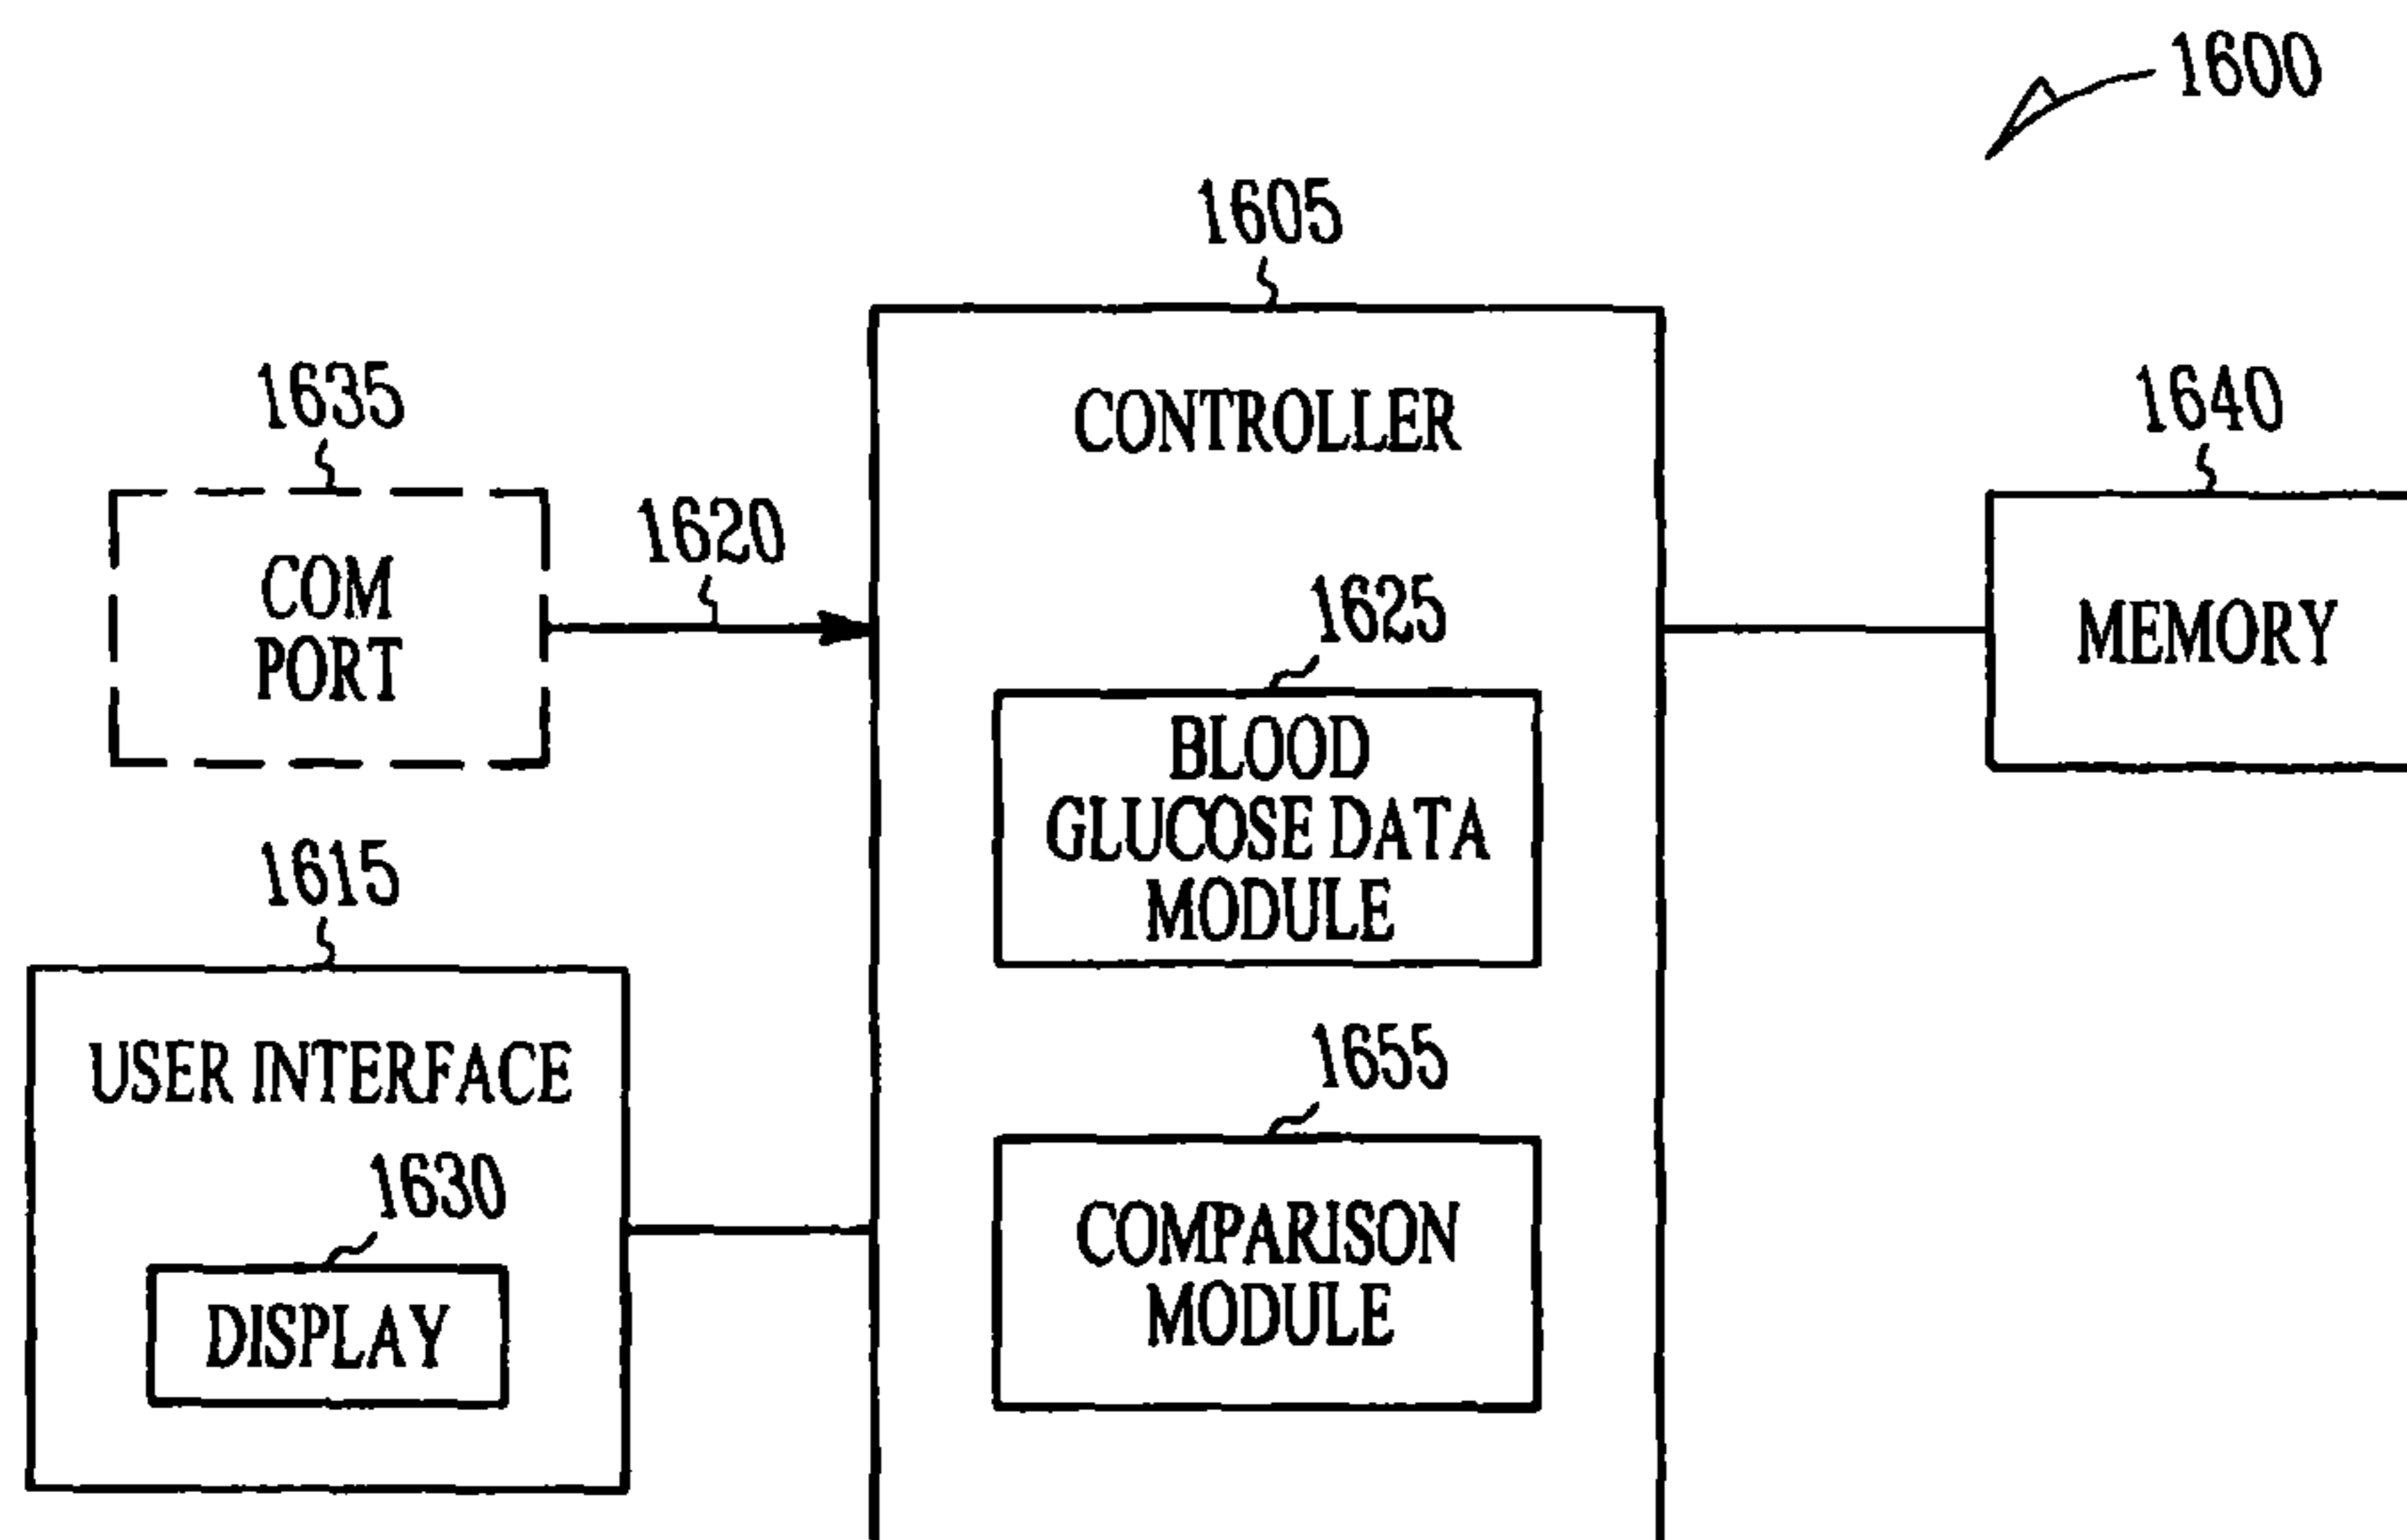 1600
1605
CONTROLLER
1635
COM
PORT
1620
1640
MEMORY
1625
BLOOD
GLUCOSE DATA
MODULE
1615
USER INTERFACE
1630
DISPLAY
1655
COMPARISON
MODULE